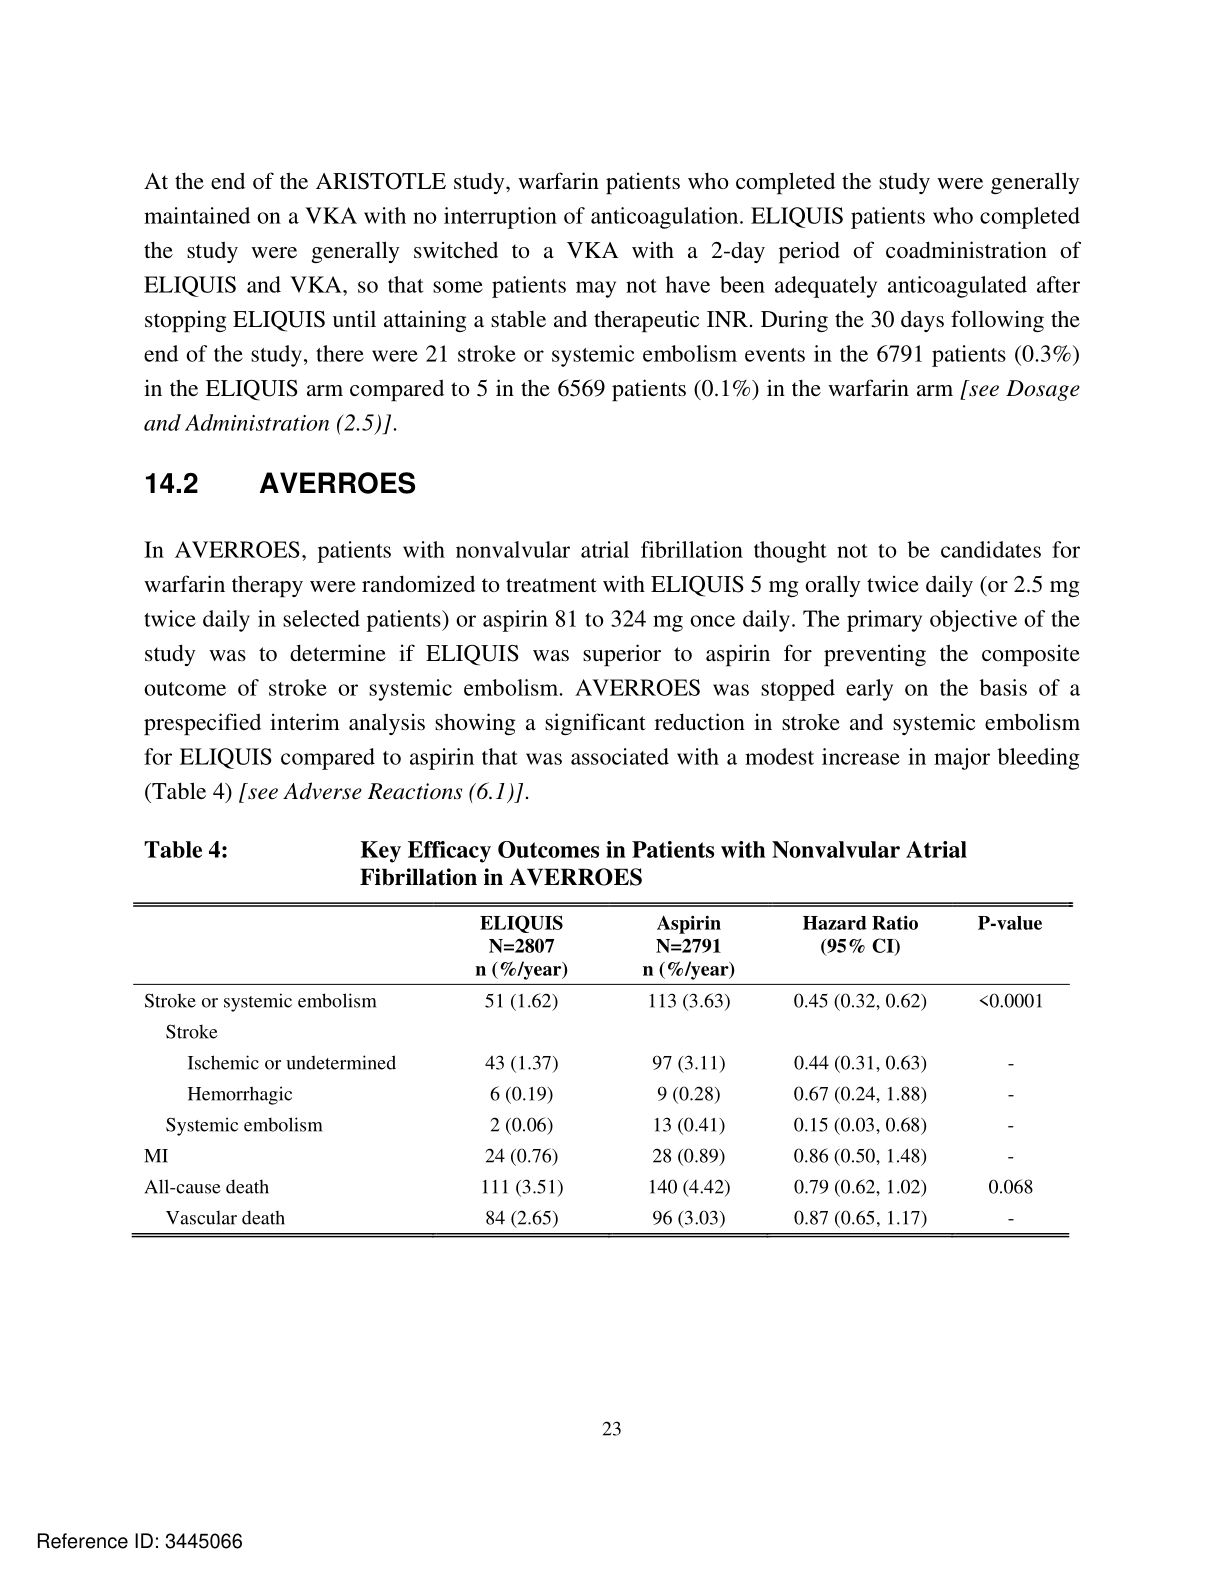 At the end of the ARISTOTLE study, warfarin patients who completed the study were generally
maintained on a VKA with no interruption of anticoagulation. ELIQUIS patients who completed
the study were generally switched to a VKA with a 2-day period of coadministration of
ELIQUIS and VKA, so that some patients may not have been adequately anticoagulated after
stopping ELIQUIS until attaining a stable and therapeutic INR. During the 30 days following the
end of the study, there were 21 stroke or systemic embolism events in the 6791 patients (0.3%)
in the ELIQUIS arm compared to 5 in the 6569 patients (0.1%) in the warfarin arm [see Dosage
and Administration (2.5)].
14.2 AVERROES
In AVERROES, patients with nonvalvular atrial fibrillation thought not to be candidates for
warfarin therapy were randomized to treatment with ELIQUIS 5 mg orally twice daily (or 2.5 mg
twice daily in selected patients) or aspirin 81 to 324 mg once daily. The primary objective of the
study was to determine if ELIQUIS was superior to aspirin for preventing the composite
outcome of stroke or systemic embolism. AVERROES was stopped early on the basis of a
prespecified interim analysis showing a significant reduction in stroke and systemic embolism
for ELIQUIS compared to aspirin that was associated with a modest increase in major bleeding
(Table 4) [see Adverse Reactions (6.1)].
Table 4: Key Efficacy Outcomes in Patients with Nonvalvular Atrial
Fibrillation in AVERROES
ELIQUIS Aspirin Hazard Ratio P-value
N=2807 N=2791 (95% CI)
n (%/year) n (%/year)
Stroke or systemic embolism 51 (1.62) 113 (3.63) 0.45 (0.32, 0.62) <0.0001
Stroke
Ischemic or undetermined 43 (1.37) 97 (3.11) 0.44 (0.31, 0.63) -
Hemorrhagic 6 (0.19) 9 (0.28) 0.67 (0.24, 1.88) -
Systemic embolism 2 (0.06) 13 (0.41) 0.15 (0.03, 0.68) -
MI 24 (0.76) 28 (0.89) 0.86 (0.50, 1.48) -
All-cause death 111 (3.51) 140 (4.42) 0.79 (0.62, 1.02) 0.068
Vascular death 84 (2.65) 96 (3.03) 0.87 (0.65, 1.17) -
23
Reference ID: 3445066